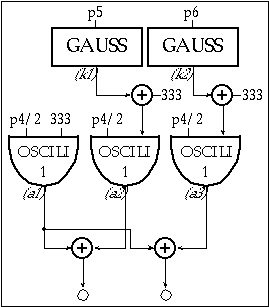 p5 p6
GAUSS GAUSS
(k1) (k2)
333 333
p4/ 2 333 p4/ 2 p4/ 2
OSCILI OSCILI OSCILI
1 1 1
(a1) (a2) (a3)